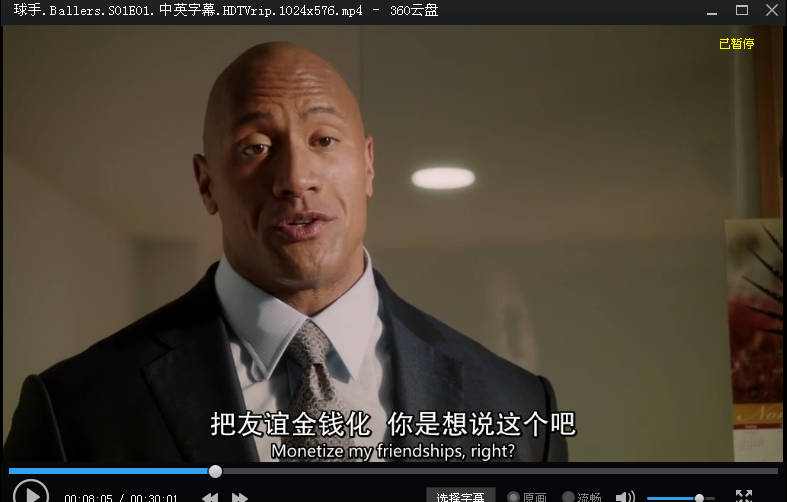 球手.Ballers.S01E01.中英字幕.HDTVrip.1024x576.mp4 - 360云盘
已暂停
把友谊金钱化 你是想说这个吧
Monetize my friendships, right?
00:08:05 / 00:30:01
选择字幕
原画
流畅